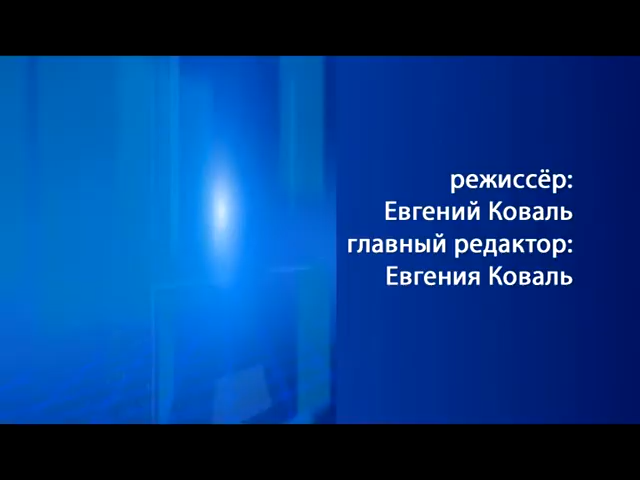 режиссёр:
Евгений Коваль
главный редактор:
Евгения Коваль